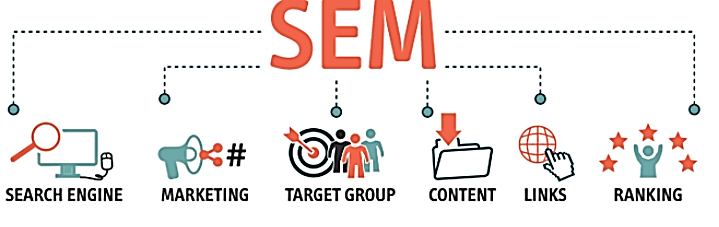 SEM
#
SEARCH ENGINE
MARKETING
TARGET GROUP
CONTENT
LINKS
RANKING